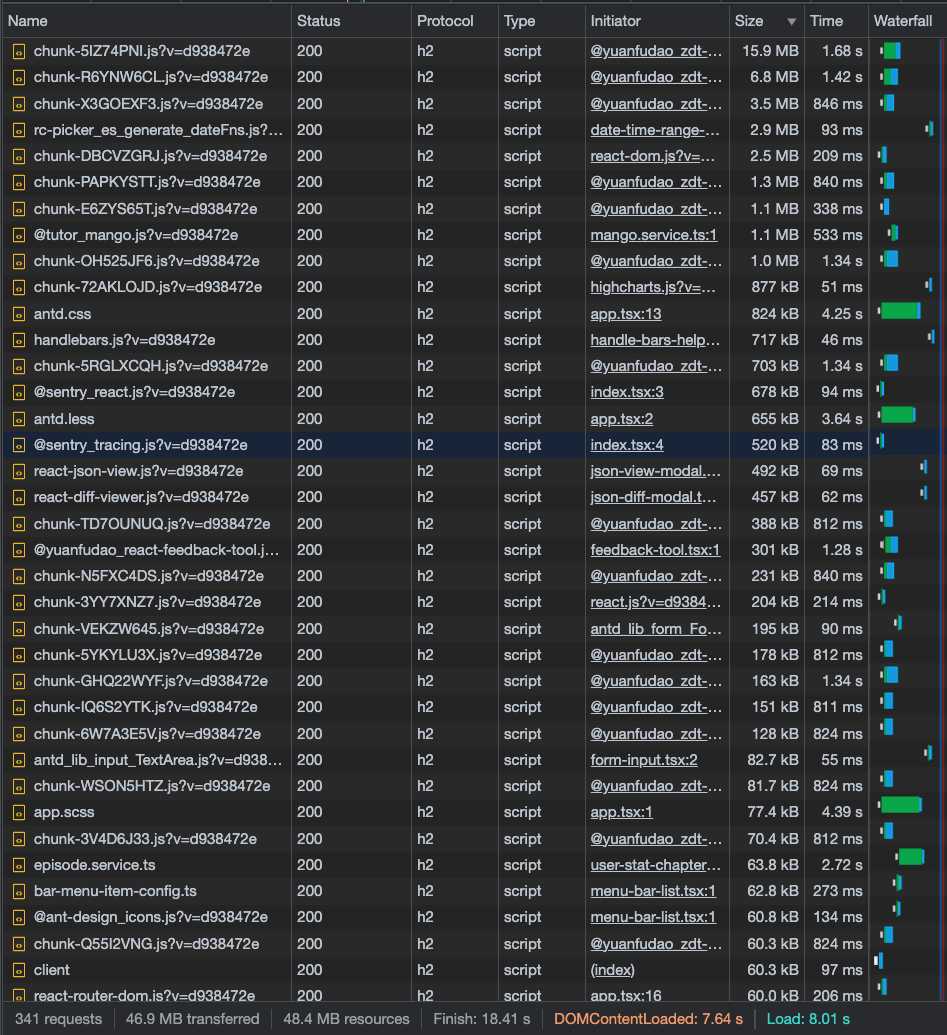 Name Status Protocol Type Initiator Size Time Waterfall
chunk-5IZ74PNI.js?v=d938472e 200 h2 script @yuanfudao_zdt-... 15.9 MB 1.68 s
chunk-R6YNW6CL.js?v=d938472e 200 h2 script @yuanfudao_zdt-... 6.8 MB 1.42 s
chunk-X3GOEXF3.js?v=d938472e 200 h2 script @yuanfudao_zdt-... 3.5 MB 846 ms
rc-picker_es_generate_dateFns.js?... 200 h2 script date-time-range-... 2.9 MB 93 ms
chunk-DBCVZGRJ.js?v=d938472e 200 h2 script react-dom.js?v=... 2.5 MB 209 ms
chunk-PAPKYSTT.js?v=d938472e 200 h2 script @yuanfudao_zdt-... 1.3 MB 840 ms
chunk-E6ZYS65T.js?v=d938472e 200 h2 script @yuanfudao_zdt-... 1.1 MB 338 ms
@tutor_mango.js?v=d938472e 200 h2 script mango.service.ts:1 1.1 MB 533 ms
chunk-OH525JF6.js?v=d938472e 200 h2 script @yuanfudao_zdt-... 1.0 MB 1.34 s
chunk-72AKLOJD.js?v=d938472e 200 h2 script highcharts.js?v=... 877 kB 51 ms
antd.css 200 h2 script app.tsx:13 824 kB 4.25 s
handlebars.js?v=d938472e 200 h2 script handle-bars-help... 717 kB 46 ms
chunk-5RGLXCQH.js?v=d938472e 200 h2 script @yuanfudao_zdt-... 703 kB 1.34 s
@sentry_react.js?v=d938472e 200 h2 script index.tsx:3 678 kB 94 ms
antd.less 200 h2 script app.tsx:2 655 kB 3.64 s
@sentry_tracing.js?v=d938472e 200 h2 script index.tsx:4 520 kB 83 ms
react-json-view.js?v=d938472e 200 h2 script json-view-modal.... 492 kB 69 ms
react-diff-viewer.js?v=d938472e 200 h2 script json-diff-modal.t... 457 kB 62 ms
chunk-TD7OUNUQ.js?v=d938472e 200 h2 script @yuanfudao_zdt-... 388 kB 812 ms
@yuanfudao_react-feedback-tool.j... 200 h2 script feedback-tool.tsx:1 301 kB 1.28 s
chunk-N5FXC4DS.js?v=d938472e 200 h2 script @yuanfudao_zdt-... 231 kB 840 ms
chunk-3YY7XNZ7.js?v=d938472e 200 h2 script react.js?v=d9384... 204 kB 214 ms
chunk-VEKZW645.js?v=d938472e 200 h2 script antd_lib_form_Fo... 195 kB 90 ms
chunk-5YKYLU3X.js?v=d938472e 200 h2 script @yuanfudao_zdt-... 178 kB 812 ms
chunk-GHQ22WYF.js?v=d938472e 200 h2 script @yuanfudao_zdt-... 163 kB 1.34 s
chunk-IQ6S2YTK.js?v=d938472e 200 h2 script @yuanfudao_zdt-... 151 kB 811 ms
chunk-6W7A3E5V.js?v=d938472e 200 h2 script @yuanfudao_zdt-... 128 kB 824 ms
antd_lib_input_TextArea.js?v=d938... 200 h2 script form-input.tsx:2 82.7 kB 55 ms
chunk-WSON5HTZ.js?v=d938472e 200 h2 script @yuanfudao_zdt-... 81.7 kB 824 ms
app.scss 200 h2 script app.tsx:1 77.4 kB 4.39 s
chunk-3V4D6J33.js?v=d938472e 200 h2 script @yuanfudao_zdt-... 70.4 kB 812 ms
episode.service.ts 200 h2 script user-stat-chapter... 63.8 kB 2.72 s
bar-menu-item-config.ts 200 h2 script menu-bar-list.tsx:1 62.8 kB 273 ms
@ant-design_icons.js?v=d938472e 200 h2 script menu-bar-list.tsx:1 60.8 kB 134 ms
chunk-Q55I2VNG.js?v=d938472e 200 h2 script @yuanfudao_zdt-... 60.3 kB 824 ms
client 200 h2 script (index) 60.3 kB 97 ms
react-router-dom.js?v=d938472e 200 h2 script app.tsx:16 60.0 kB 206 ms
341 requests 46.9 MB transferred 48.4 MB resources Finish: 18.41 s DOMContentLoaded: 7.64 s Load: 8.01 s